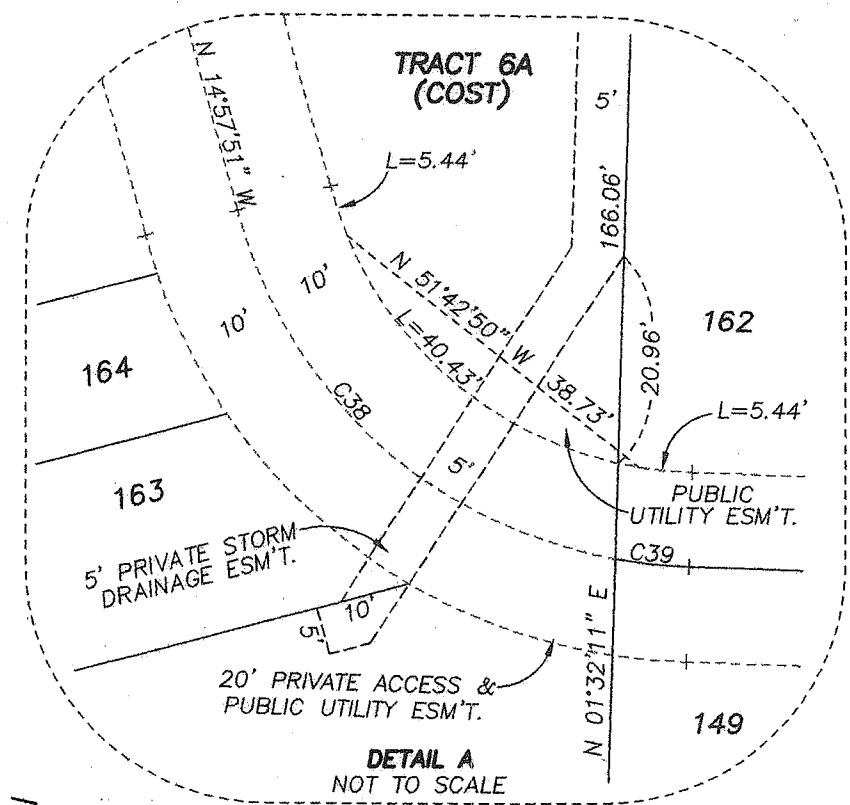 TRACT 6A
(COST)
N 14°57'51" W
5'
L=5.44'
166.06'
N 51°42'50" W 38.73'
10'
10'
L=40.43'
162
20.96'
164
C38
L=5.44'
5'
163
PUBLIC
UTILITY ESM'T.
5' PRIVATE STORM
DRAINAGE ESM'T.
C39
10'
5'
N 01°32'11" E
20' PRIVATE ACCESS &
PUBLIC UTILITY ESM'T.
149
DETAIL A
NOT TO SCALE